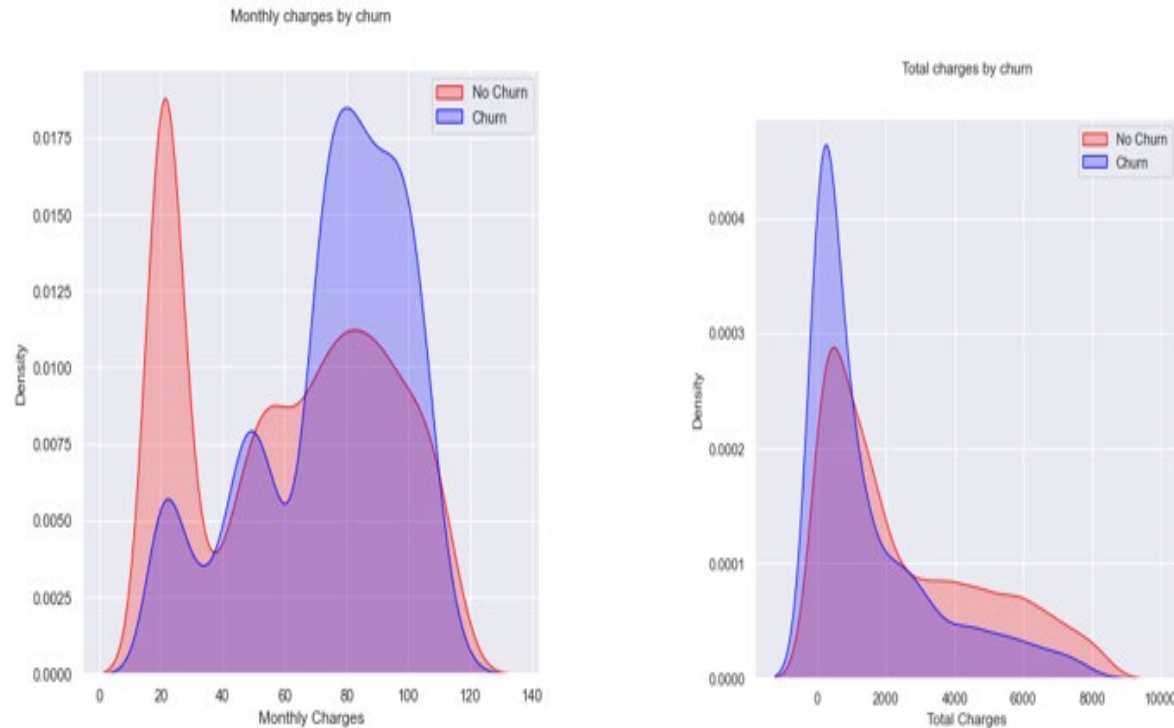 Monthly charges by churn
No Churn
Churn
0.0175
0.0150
0.0125
0.0100
0.0075
0.0050
0.0025
0.0000
Density
0 20 40 60 80 100 120 140
Monthly Charges
Total charges by churn
No Churn
Churn
0.0004
0.0003
0.0002
0.0001
0.0000
Density
0 2000 4000 6000 8000 10000
Total Charges